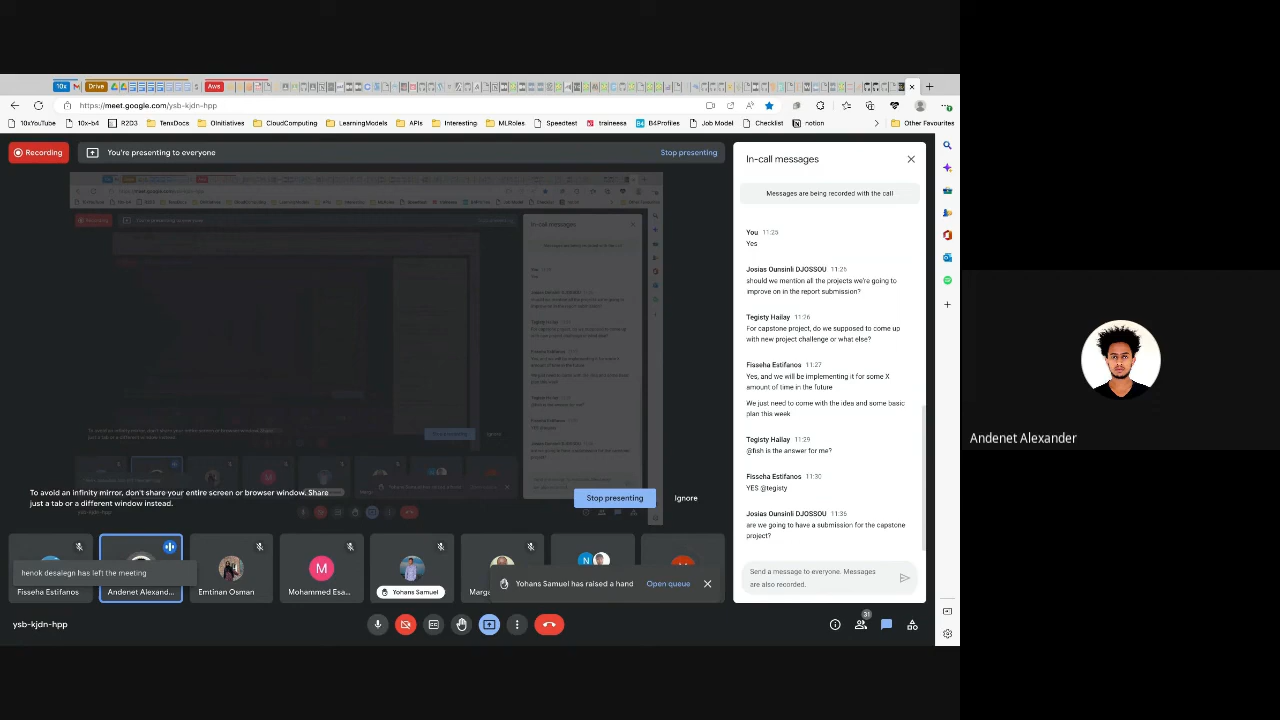 10x
Drive
Aws
https://meet.google.com/ysb-kjdn-hpp
10xYouTube
10x-b4
R2D3
TenxDocs
OInitiatives
CloudComputing
LearningModels
APIs
Interesting
MLRoles
Speedtest
traineesa
B4Profiles
Job Model
Checklist
notion
Other Favourites
Recording
You're presenting to everyone
Stop presenting
In-call messages
Messages are being recorded with the call
You 11:25
Yes
Josias Ounsinli DJOSSOU 11:26
should we mention all the projects we're going to
improve on in the report submission?
Tegisty Hailay 11:26
For capstone project, do we supposed to come up
with new project challenge or what else?
Fisseha Estifanos 11:27
Yes, and we will be implementing it for some X
amount of time in the future
We just need to come with the idea and some basic
plan this week
Tegisty Hailay 11:29
@fish is the answer for me?
Fisseha Estifanos 11:30
YES @tegisty
Josias Ounsinli DJOSSOU 11:36
are we going to have a submission for the capstone
project?
Send a message to everyone. Messages
are also recorded.
To avoid an infinity mirror, don't share your entire screen or browser window. Share
just a tab or a different window instead.
Stop presenting
Ignore
henok desalegn has left the meeting
Fisseha Estifanos
Andenet Alexand...
Emtinan Osman
M
Mohammed Esa...
Yohans Samuel
Marg
N
Yohans Samuel has raised a hand
Open queue
ysb-kjdn-hpp
31
Andenet Alexander